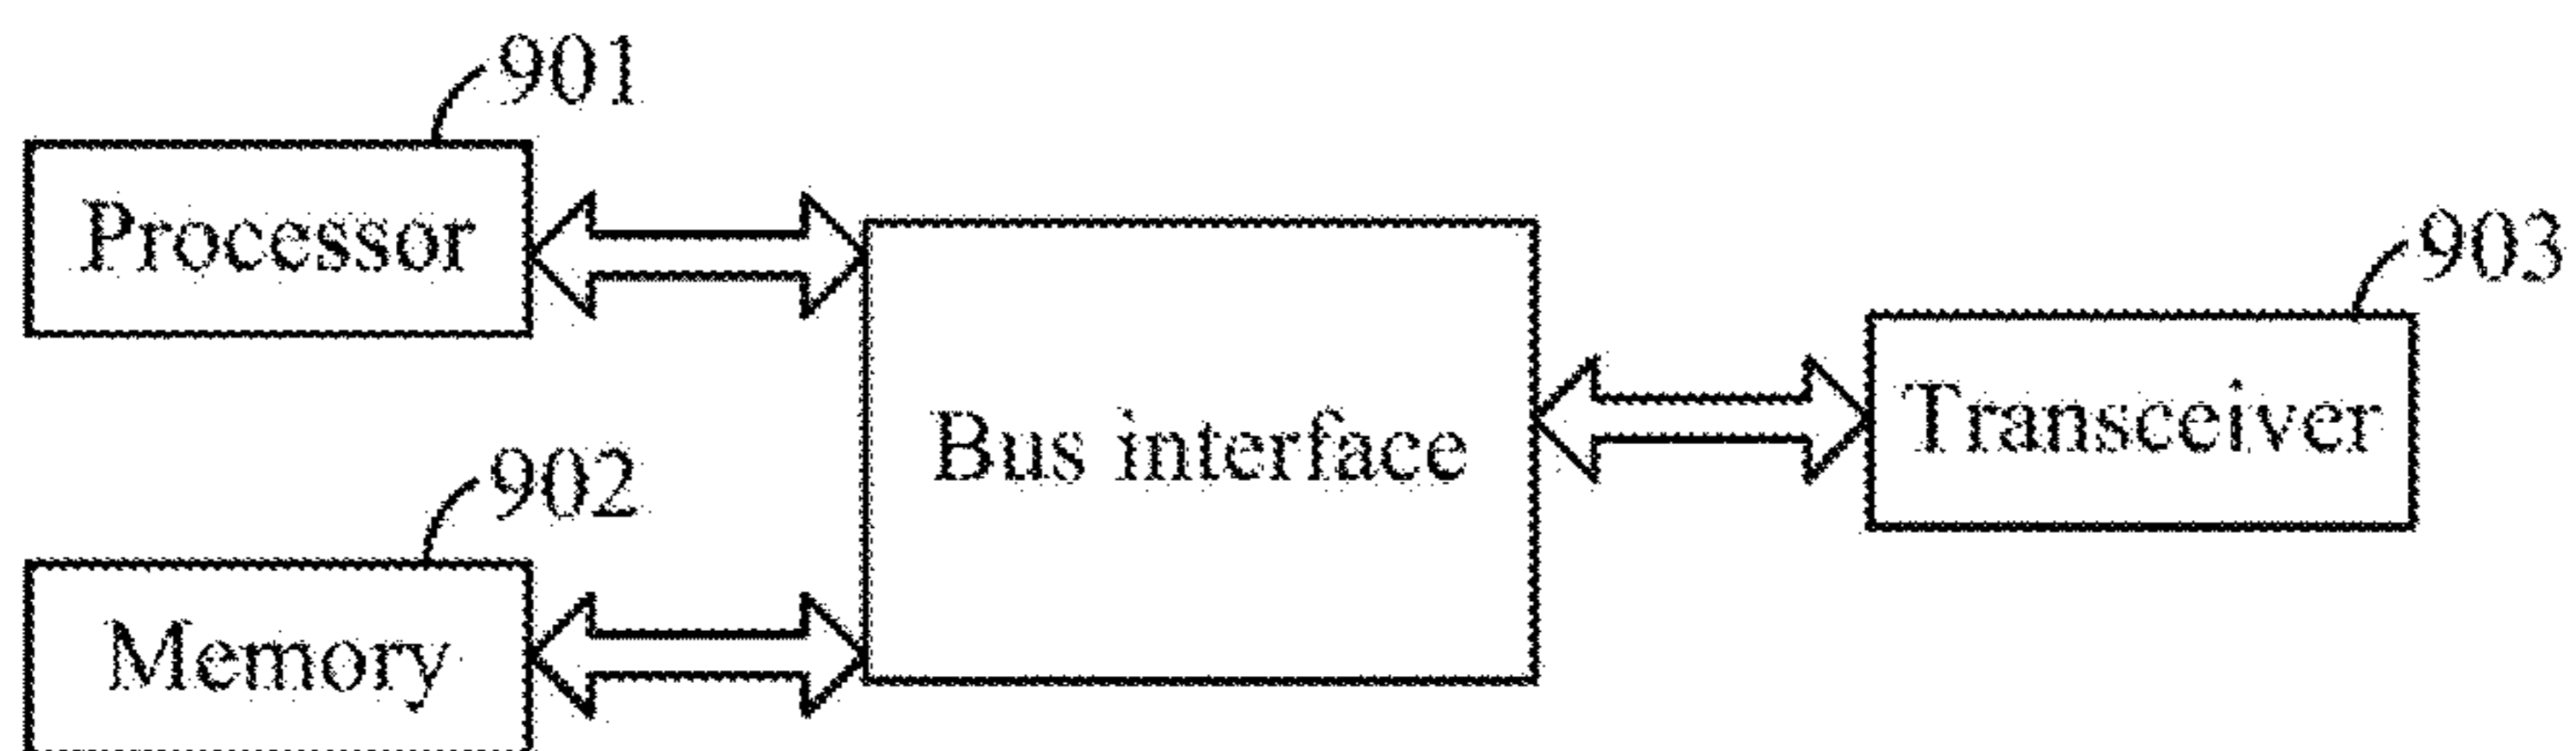 901
Processor
903
Transceiver
Bus interface
902
Memory